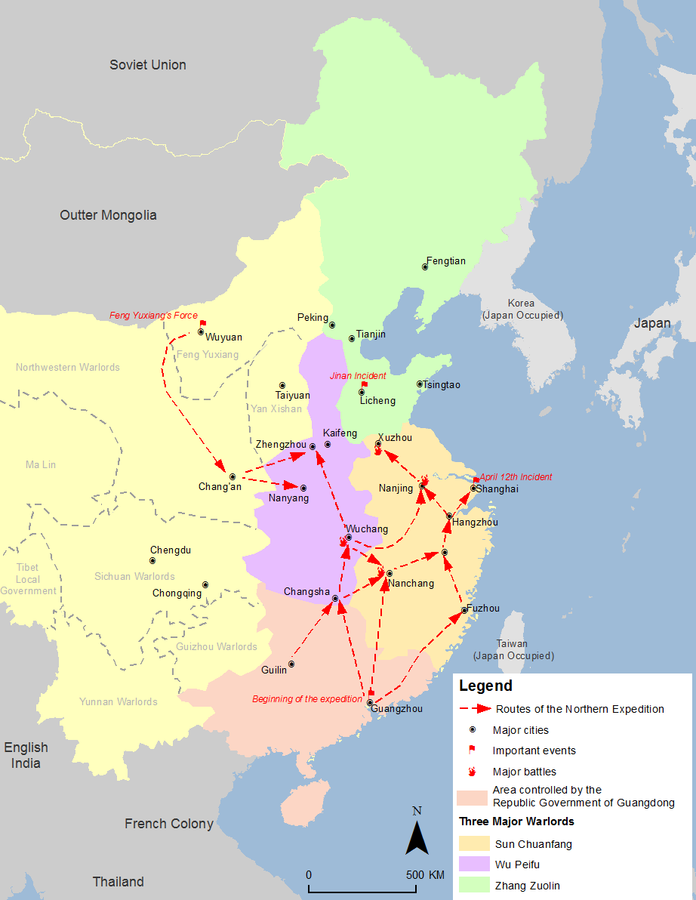 Soviet Union
Outter Mongolia
Fengtian
Feng Yuxiang's Force
Wuyuan
Peking
Tianjin
Korea
(Japan Occupied)
Japan
Feng Yuxiang
Northwestern Warlords
Jinan Incident
Licheng
Tsingtao
Taiyuan
Yan Xishan
Kaifeng
Zhengzhou
Xuzhou
Ma Lin
Chang'an
Nanyang
Nanjing
April 12th Incident
Shanghai
Hangzhou
Wuchang
Chengdu
Tibet
Local
Government
Sichuan Warlords
Chongqing
Changsha
Nanchang
Fuzhou
Guizhou Warlords
Taiwan
(Japan Occupied)
Guilin
Yunnan Warlords
Beginning of the expedition
Guangzhou
English
India
French Colony
Thailand
N
0
500 KM
Legend
Routes of the Northern Expedition
Major cities
Important events
Major battles
Area controlled by the
Republic Government of Guangdong
Three Major Warlords
Sun Chuanfang
Wu Peifu
Zhang Zuolin